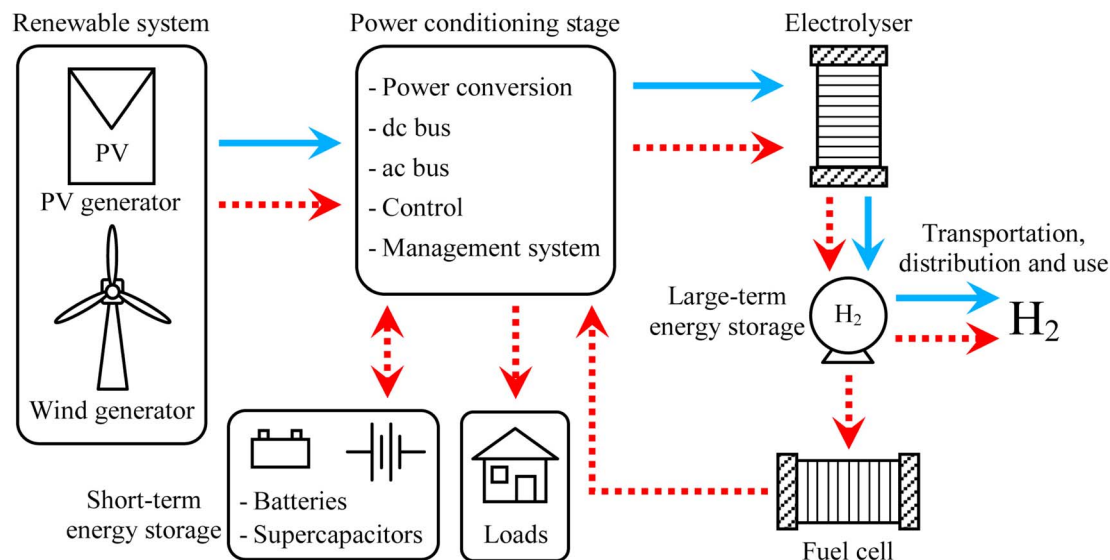 Renewable system
PV
PV generator
Wind generator
Power conditioning stage
- Power conversion
- dc bus
- ac bus
- Control
- Management system
Electrolyser
Transportation,
distribution and use
Large-term
energy storage
H₂
H₂
Short-term
energy storage
- Batteries
- Supercapacitors
Loads
Fuel cell